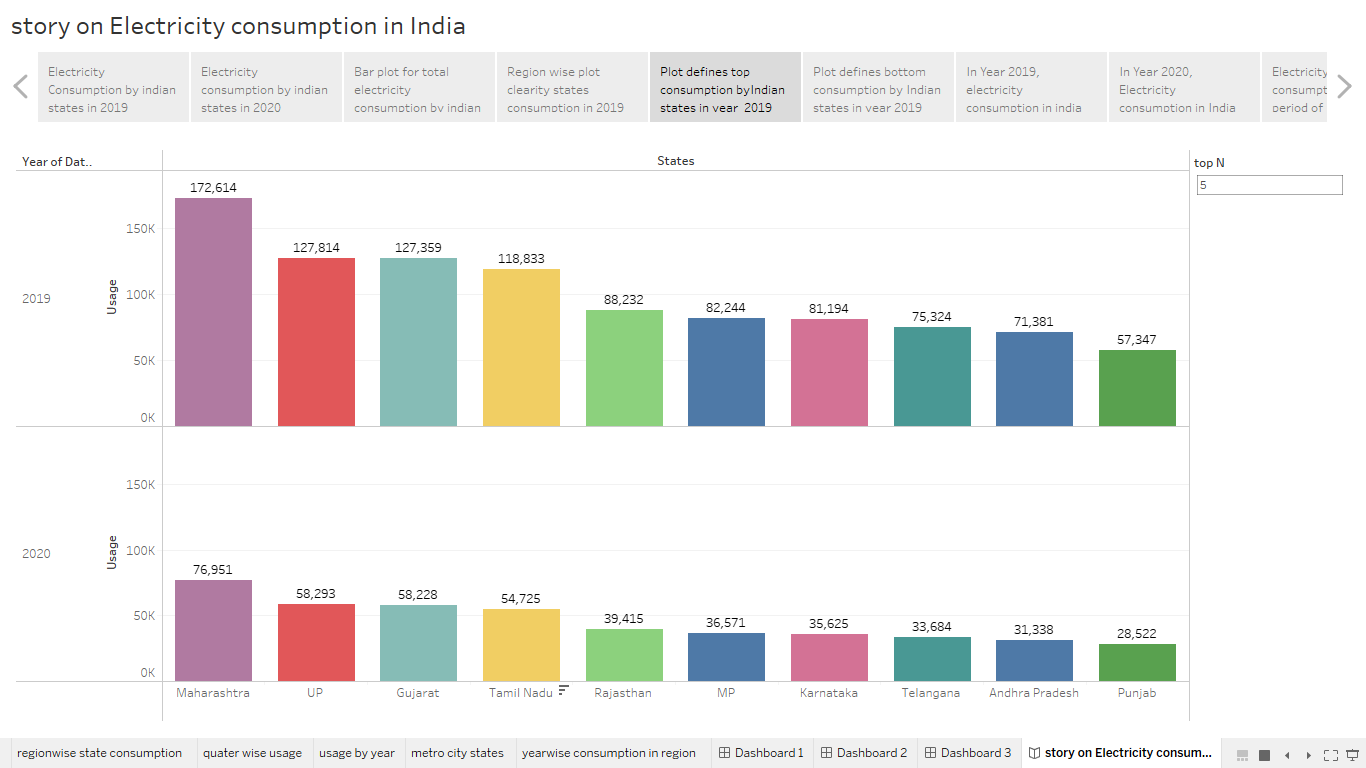 story on Electricity consumption in India
Electricity
Consumption by indian
states in 2019
Electricity
consumption by indian
states in 2020
Bar plot for total
electricity
consumption by indian
Region wise plot
clearity states
consumption in 2019
Plot defines top
consumption byIndian
states in year 2019
Plot defines bottom
consumption by Indian
states in year 2019
In Year 2019,
electricity
consumption in india
In Year 2020,
Electricity
consumption in India
Electricity
consumpt
period of
Year of Dat..
States
top N
5
172,614
127,814
127,359
118,833
88,232
82,244
81,194
75,324
71,381
57,347
150K
100K
50K
0K
Usage
2019
76,951
58,293
58,228
54,725
39,415
36,571
35,625
33,684
31,338
28,522
150K
100K
50K
0K
Usage
2020
Maharashtra
UP
Gujarat
Tamil Nadu
Rajasthan
MP
Karnataka
Telangana
Andhra Pradesh
Punjab
regionwise state consumption
quater wise usage
usage by year
metro city states
yearwise consumption in region
Dashboard 1
Dashboard 2
Dashboard 3
story on Electricity consum...